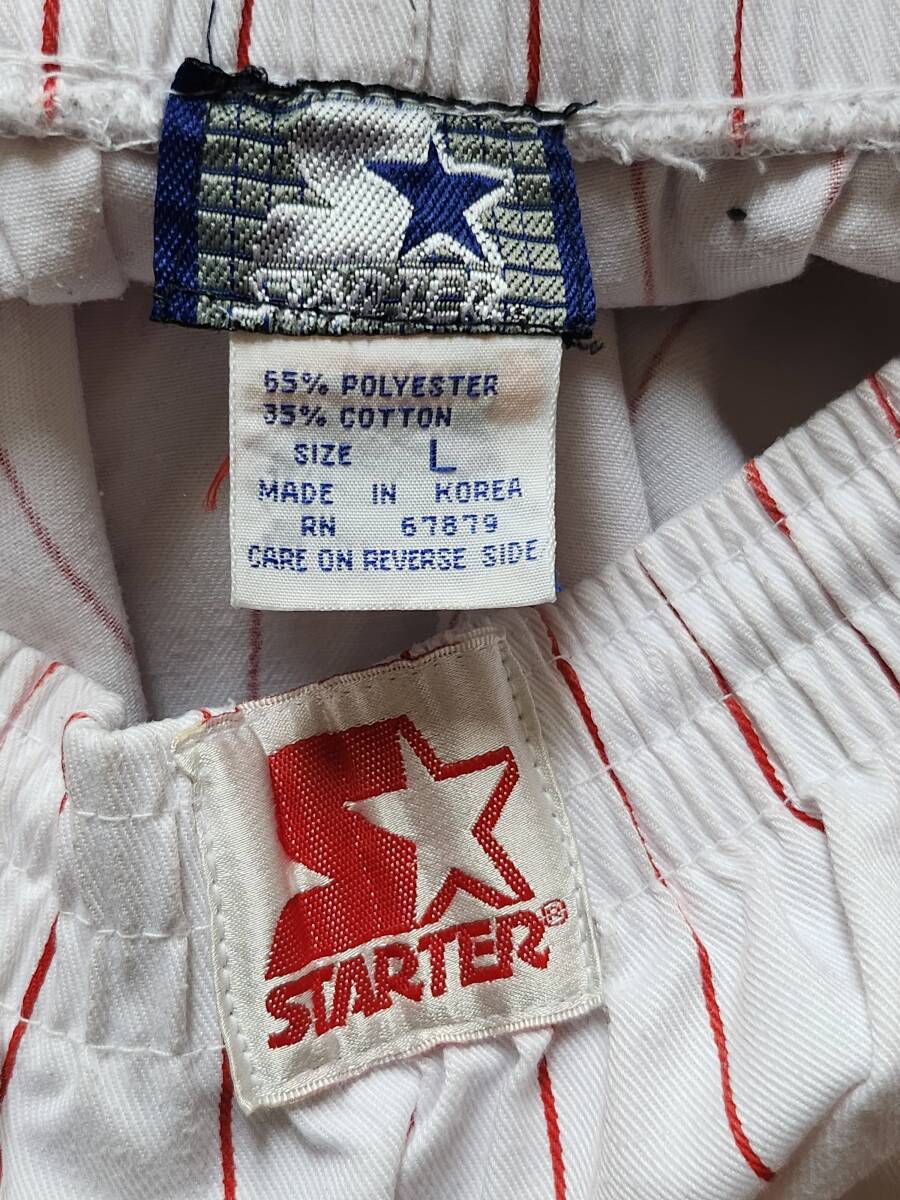 STARTER
65% POLYESTER
35% COTTON
SIZE L
MADE IN KOREA
RN 67879
CARE ON REVERSE SIDE
STARTER®